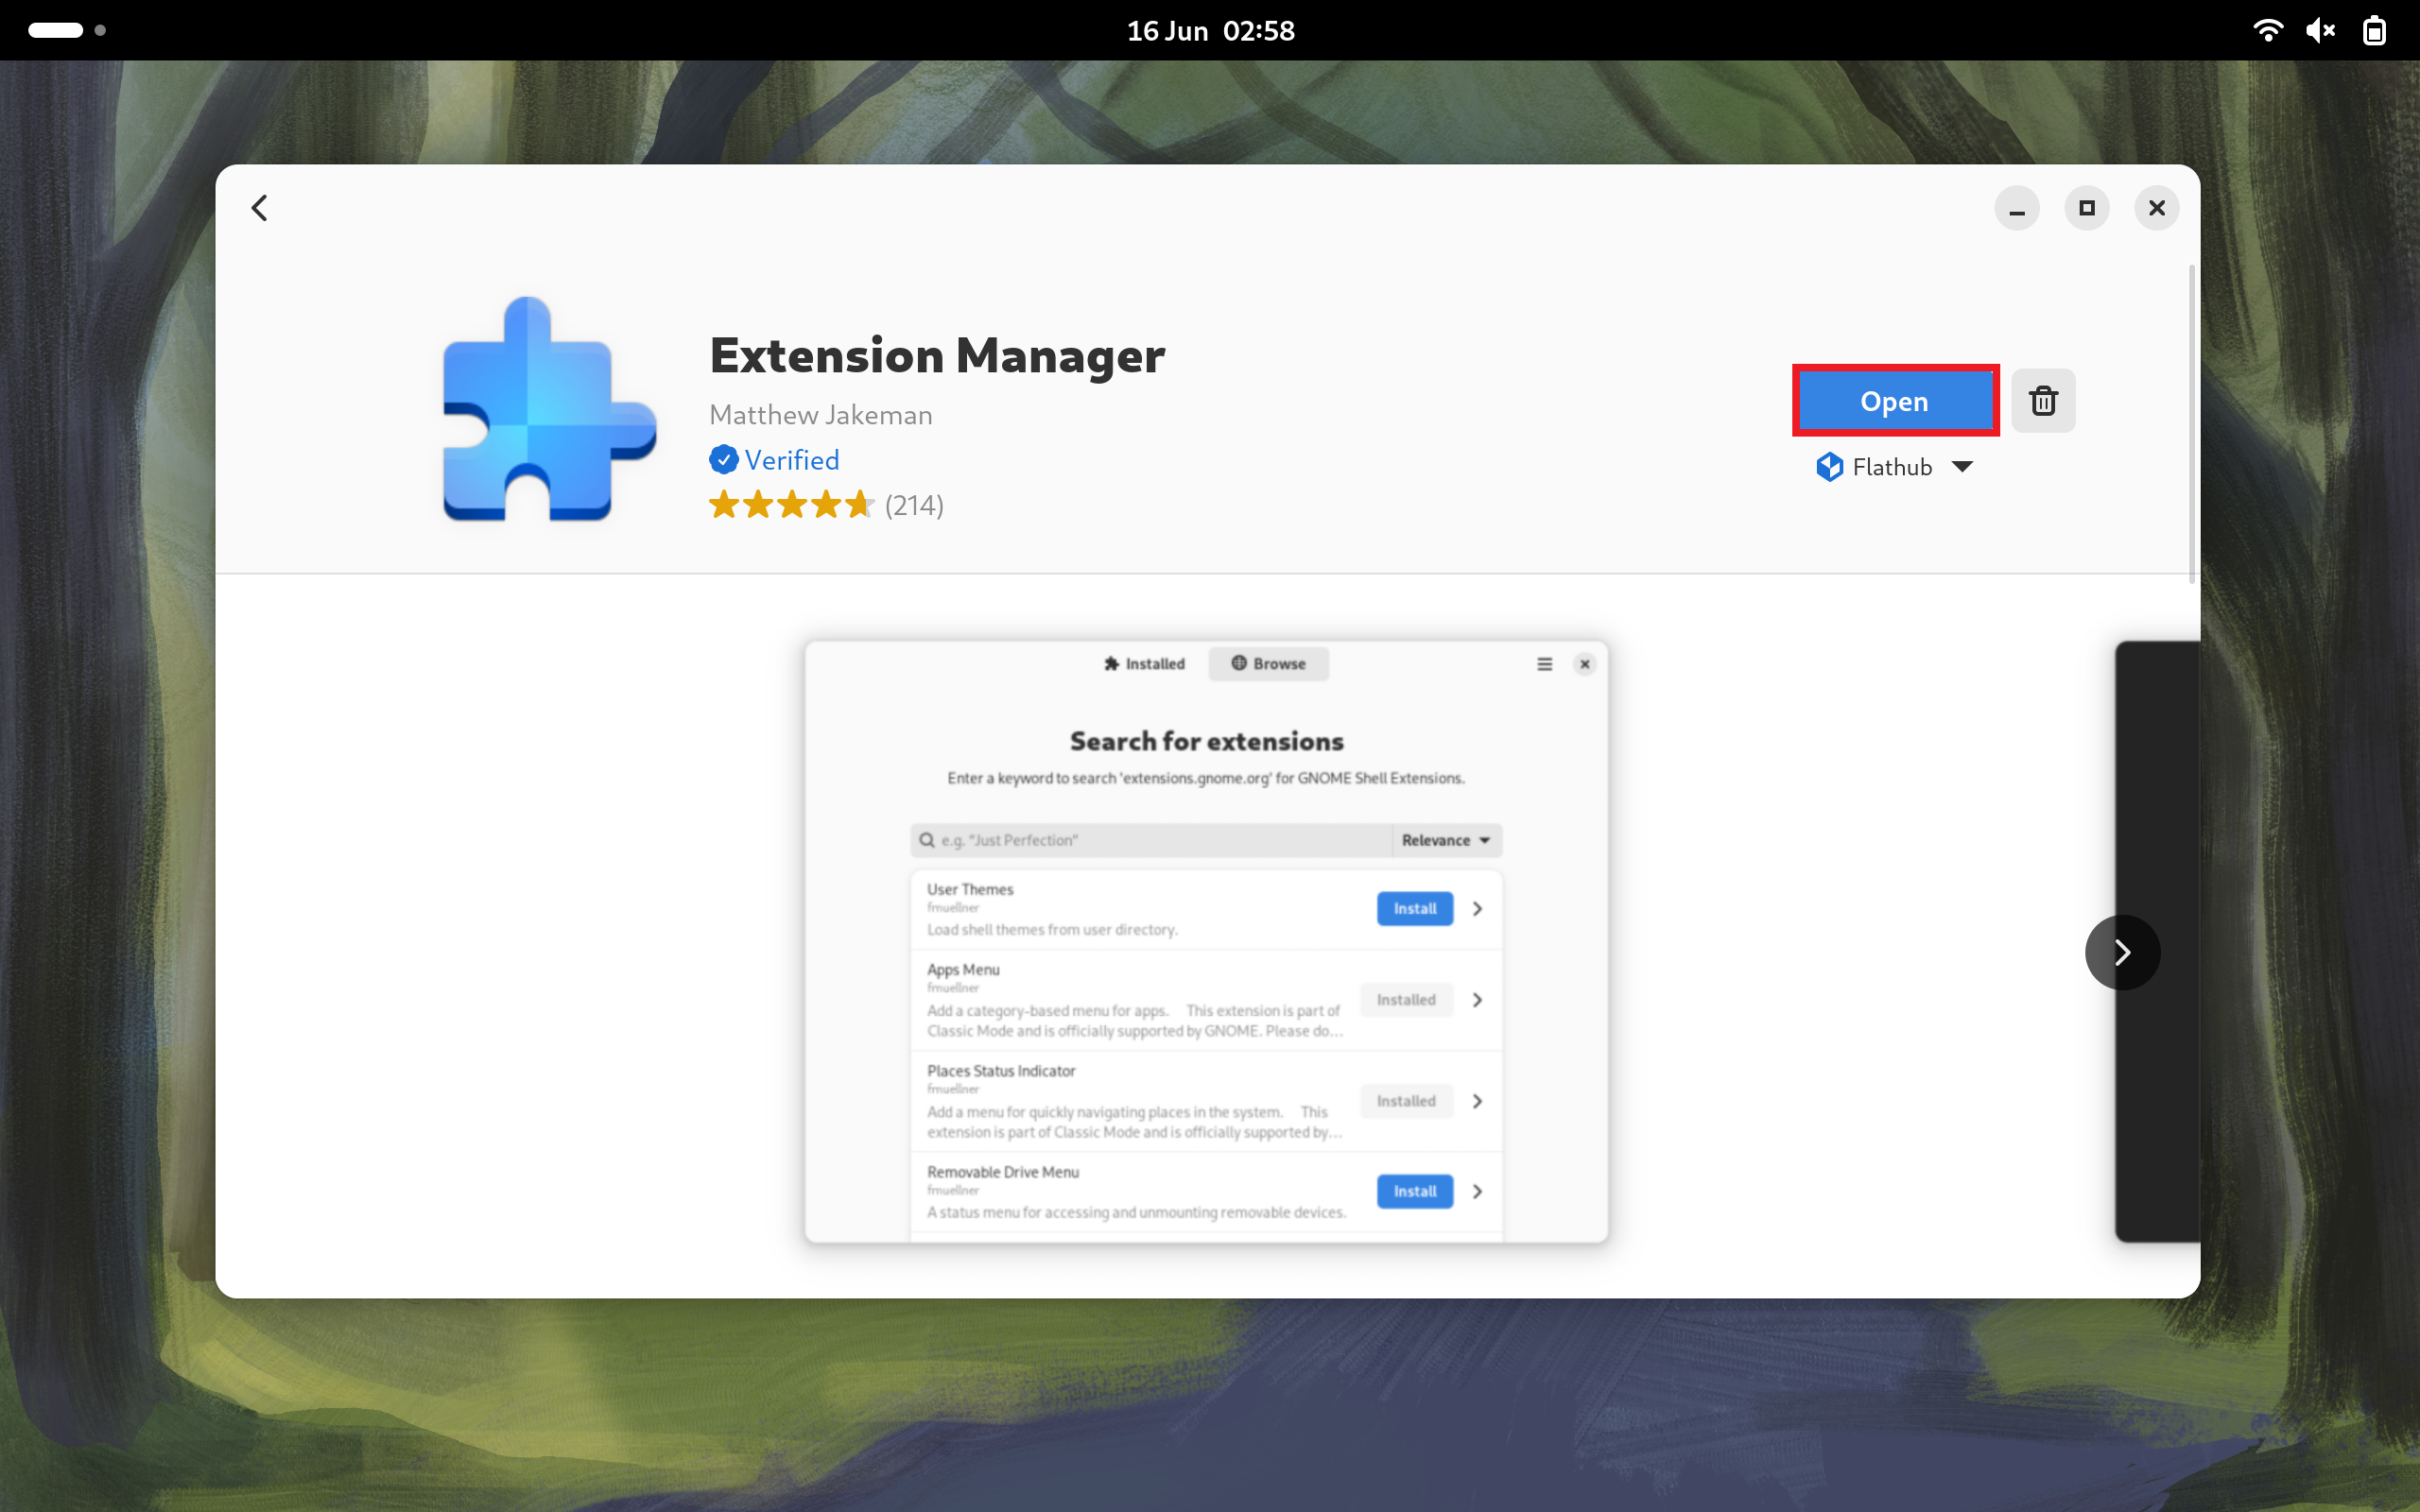 16 Jun 02:58
Extension Manager
Matthew Jakeman
Verified
(214)
Open
Flathub
Installed
Browse
Search for extensions
Enter a keyword to search 'extensions.gnome.org' for GNOME Shell Extensions.
e.g. "Just Perfection"
Relevance
User Themes
fmuellner
Load shell themes from user directory.
Install
Apps Menu
fmuellner
Add a category-based menu for apps. This extension is part of
Classic Mode and is officially supported by GNOME. Please do...
Installed
Places Status Indicator
fmuellner
Add a menu for quickly navigating places in the system. This
extension is part of Classic Mode and is officially supported by...
Installed
Removable Drive Menu
fmuellner
A status menu for accessing and unmounting removable devices.
Install